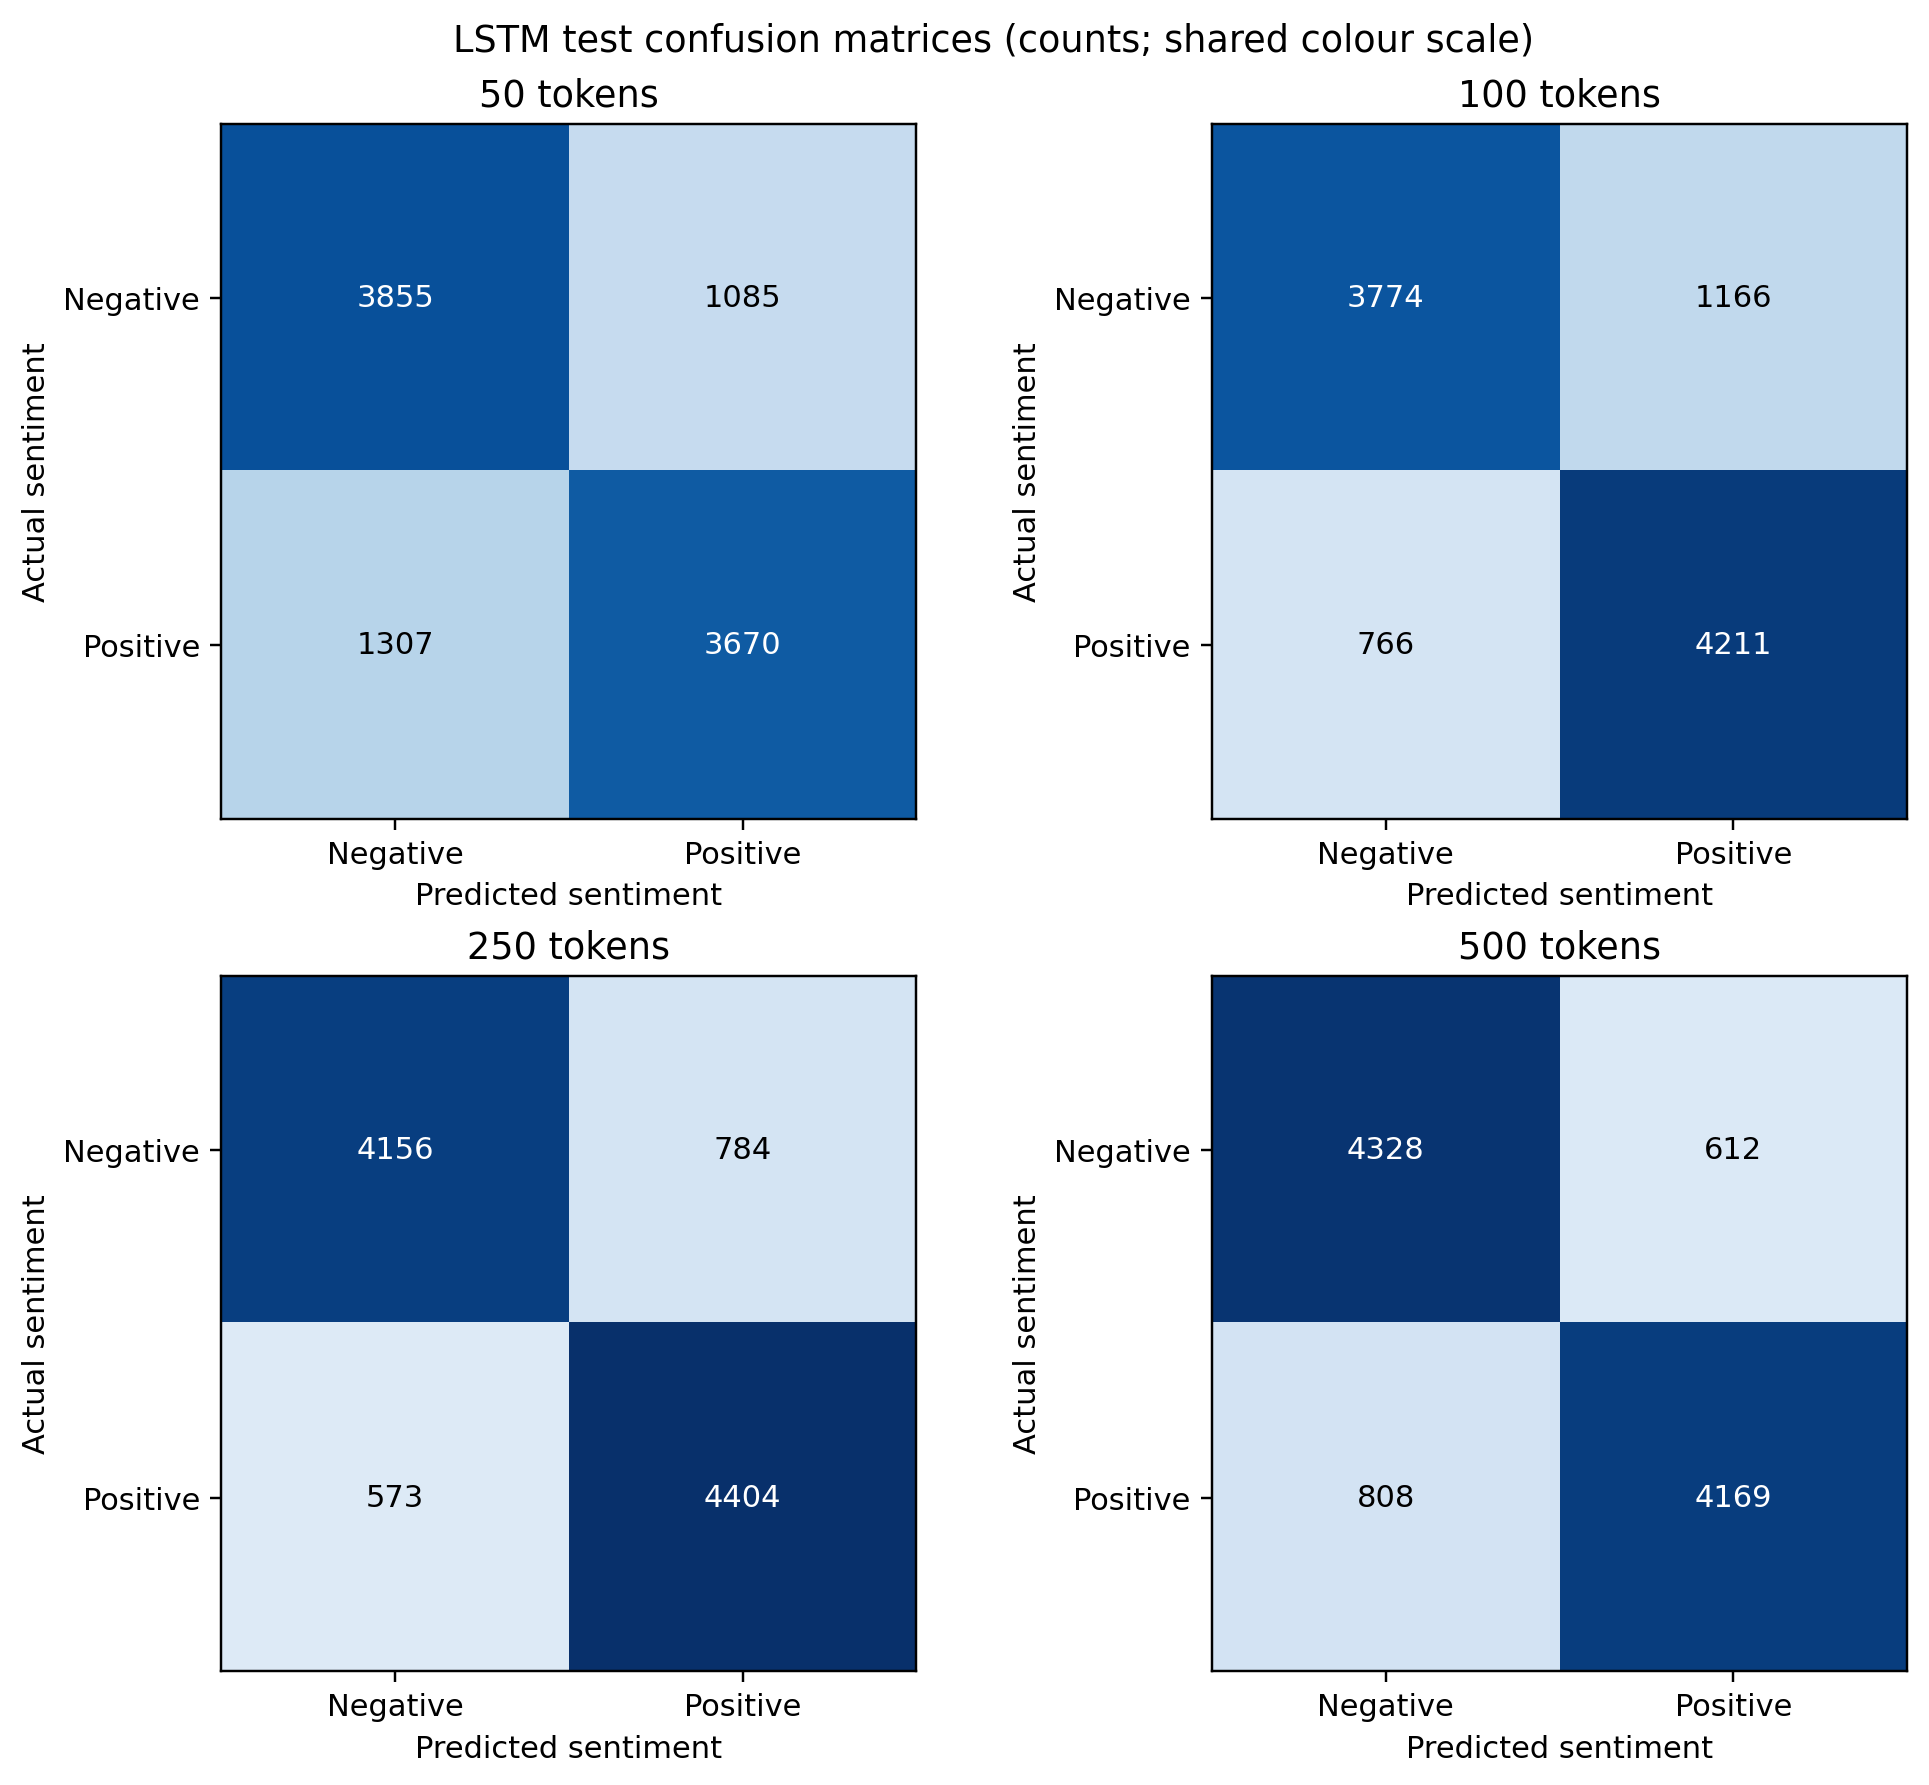 LSTM test confusion matrices (counts; shared colour scale)
50 tokens
Actual sentiment
Negative
3855
1085
Positive
1307
3670
Negative
Positive
Predicted sentiment
100 tokens
Actual sentiment
Negative
3774
1166
Positive
766
4211
Negative
Positive
Predicted sentiment
250 tokens
Actual sentiment
Negative
4156
784
Positive
573
4404
Negative
Positive
Predicted sentiment
500 tokens
Actual sentiment
Negative
4328
612
Positive
808
4169
Negative
Positive
Predicted sentiment